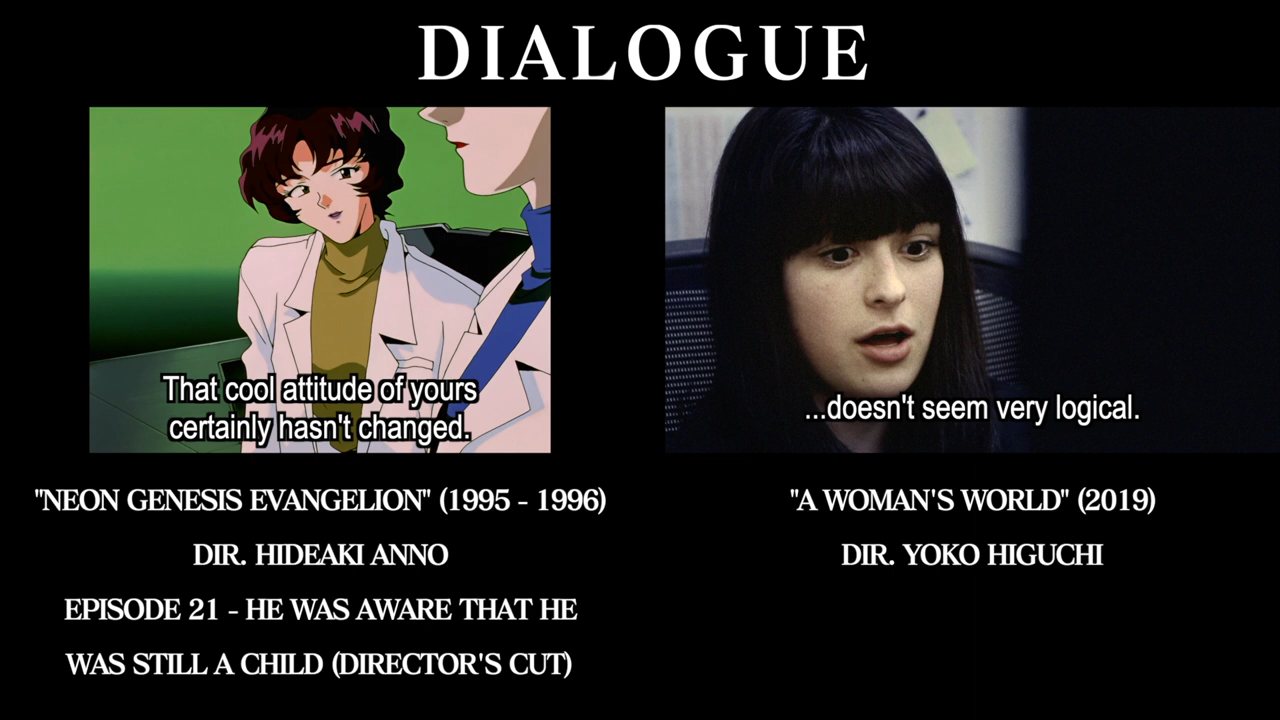 DIALOGUE
That cool attitude of yours
certainly hasn't changed.
...doesn't seem very logical.
"NEON GENESIS EVANGELION" (1995 - 1996)
DIR. HIDEAKI ANNO
EPISODE 21 - HE WAS AWARE THAT HE
WAS STILL A CHILD (DIRECTOR'S CUT)
"A WOMAN'S WORLD" (2019)
DIR. YOKO HIGUCHI